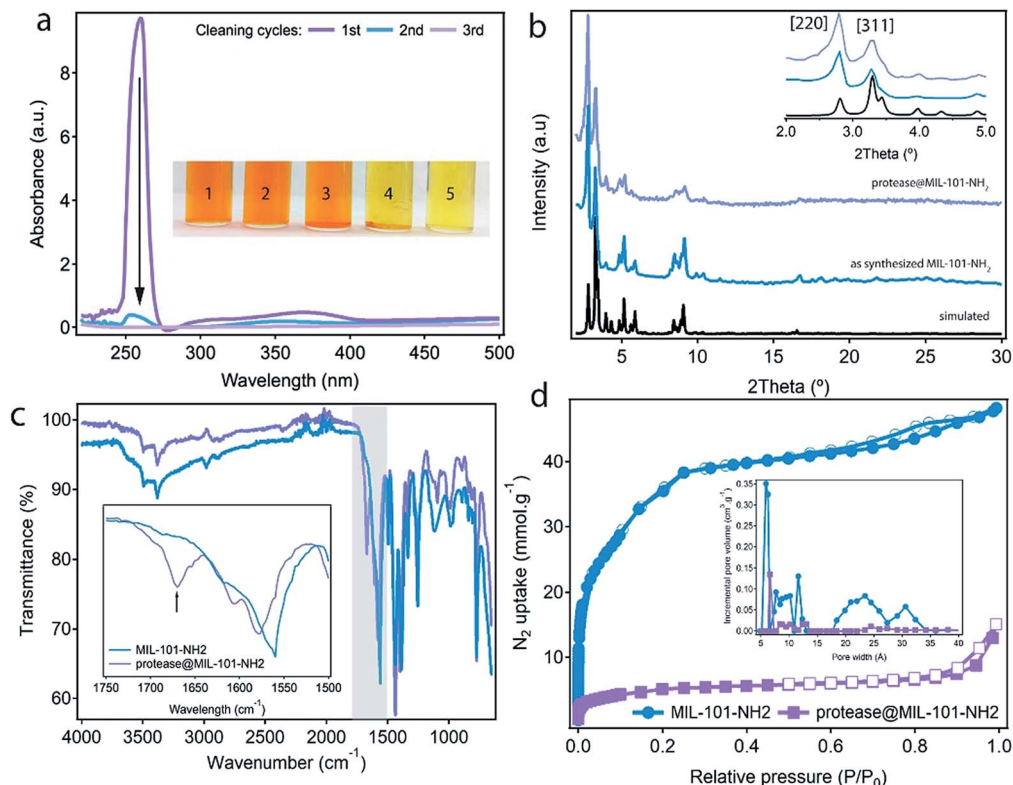 a
Cleaning cycles: 1st 2nd 3rd
8
6
4
2
0
Absorbance (a.u.)
1 2 3 4 5
250 300 350 400 450 500
Wavelength (nm)
b
[220] [311]
2.0 3.0 4.0 5.0
2Theta (º)
protease@MIL-101-NH2
as synthesized MIL-101-NH2
simulated
Intensity (a.u)
5 10 15 20 25 30
2Theta (º)
c
100
90
80
70
60
Transmittance (%)
MIL-101-NH2
protease@MIL-101-NH2
1750 1700 1650 1600 1550 1500
Wavelength (cm-1)
4000 3500 3000 2500 2000 1500 1000
Wavenumber (cm-1)
d
40
30
20
10
N2 uptake (mmol.g-1)
0.35
0.30
0.25
0.20
0.15
0.10
0.05
0.00
Incremental pore volume (cm3.g-1)
5 10 15 20 25 30 35 40
Pore width (Å)
MIL-101-NH2 protease@MIL-101-NH2
0.0 0.2 0.4 0.6 0.8 1.0
Relative pressure (P/P0)